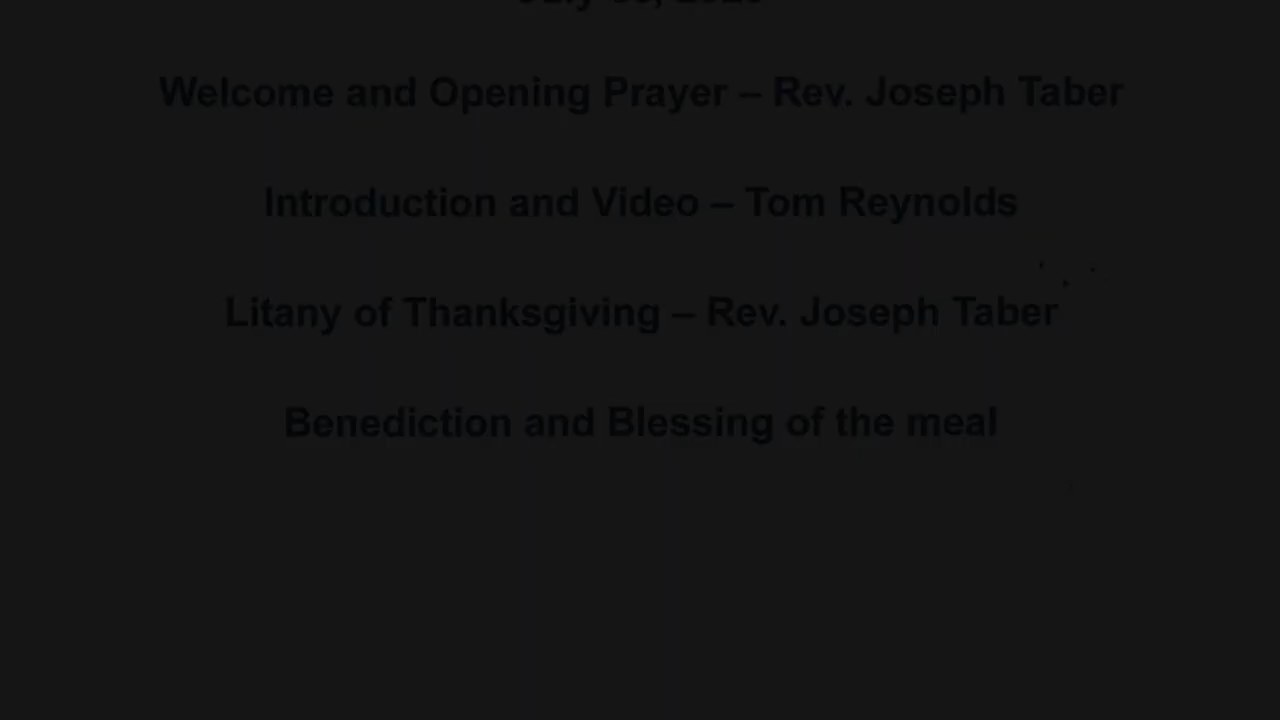 Welcome and Opening Prayer – Rev. Joseph Taber
Introduction and Video – Tom Reynolds
Litany of Thanksgiving – Rev. Joseph Taber
Benediction and Blessing of the meal